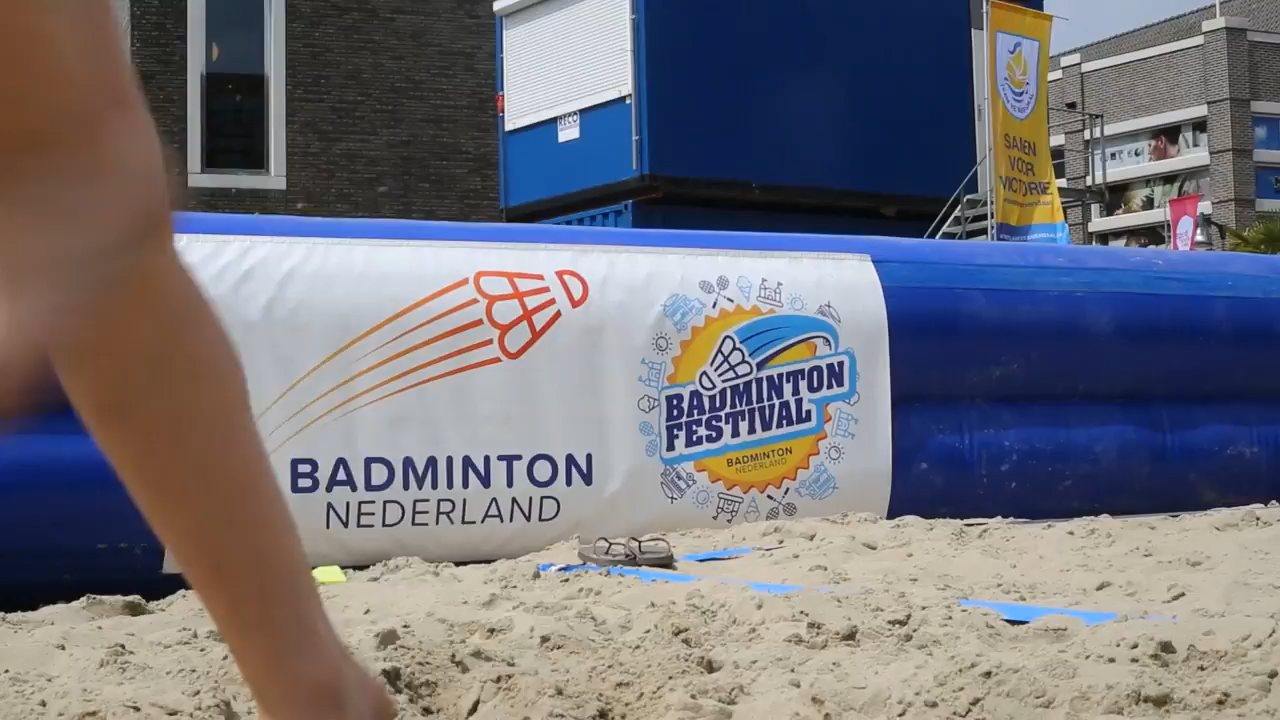 RECO
SAMEN
VOOR
VICTORIE
BADMINTON
FESTIVAL
BADMINTON
NEDERLAND
BADMINTON
NEDERLAND